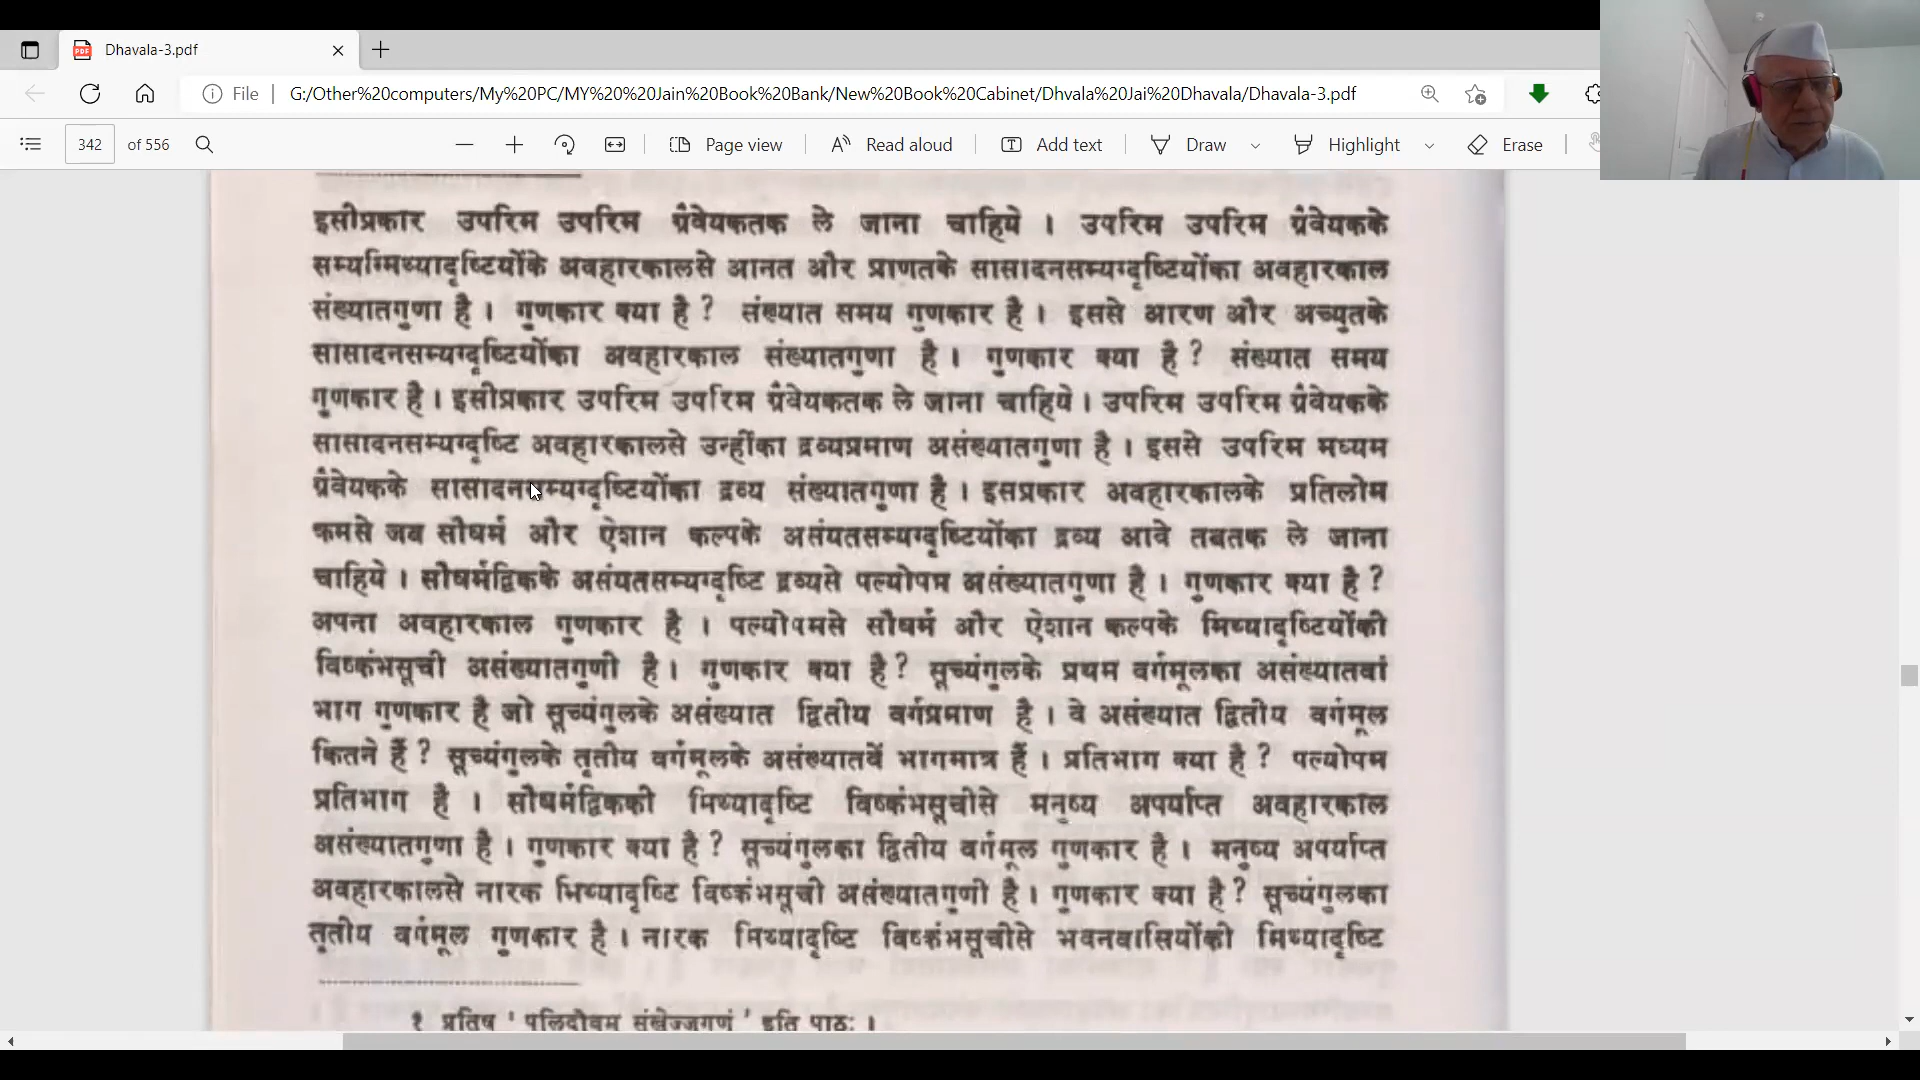 Dhavala-3.pdf
File G:/Other%20computers/My%20PC/MY%20%20Jain%20Book%20Bank/New%20Book%20Cabinet/Dhvala%20Jai%20Dhavala/Dhavala-3.pdf
342 of 556 Page view Read aloud Add text Draw Highlight Erase
इसीप्रकार उपरिम उपरिम ग्रैवेयकतक ले जाना चाहिये । उपरिम उपरिम ग्रैवेयकके
सम्यग्मिथ्यादृष्टियोंके अवहारकालसे आनत और प्राणतके सासादनसम्यग्दृष्टियोंका अवहारकाल
संख्यातगुणा है । गुणकार क्या है ? संख्यात समय गुणकार है । इससे आरण और अच्युतके
सासादनसम्यग्दृष्टियोंका अवहारकाल संख्यातगुणा है । गुणकार क्या है ? संख्यात समय
गुणकार है । इसीप्रकार उपरिम उपरिम ग्रैवेयकतक ले जाना चाहिये । उपरिम उपरिम ग्रैवेयकके
सासादनसम्यग्दृष्टि अवहारकालसे उन्हींका द्रव्यप्रमाण असंख्यातगुणा है । इससे उपरिम मध्यम
ग्रैवेयकके सासादनसम्यग्दृष्टियोंका द्रव्य संख्यातगुणा है । इसप्रकार अवहारकालके प्रतिलोम
क्रमसे जब सौधर्म और ऐशान कल्पके असंयतसम्यग्दृष्टियोंका द्रव्य आवे तबतक ले जाना
चाहिये । सौधर्मद्विकके असंयतसम्यग्दृष्टि द्रव्यसे पल्योपम असंख्यातगुणा है । गुणकार क्या है ?
अपना अवहारकाल गुणकार है । पल्योपमसे सौधर्म और ऐशान कल्पके मिथ्यादृष्टियोंकी
विष्कंभसूची असंख्यातगुणी है । गुणकार क्या है ? सूच्यंगुलके प्रथम वर्गमूलका असंख्यातवां
भाग गुणकार है जो सूच्यंगुलके असंख्यात द्वितीय वर्गप्रमाण है । वे असंख्यात द्वितीय वर्गमूल
कितने हैं ? सूच्यंगुलके तृतीय वर्गमूलके असंख्यातवें भागमात्र हैं । प्रतिभाग क्या है ? पल्योपम
प्रतिभाग है । सौधर्मद्विककी मिथ्यादृष्टि विष्कंभसूचीसे मनुष्य अपर्याप्त अवहारकाल
असंख्यातगुणा है । गुणकार क्या है ? सूच्यंगुलका द्वितीय वर्गमूल गुणकार है । मनुष्य अपर्याप्त
अवहारकालसे नारक मिथ्यादृष्टि विष्कंभसूची असंख्यातगुणी है । गुणकार क्या है ? सूच्यंगुलका
तृतीय वर्गमूल गुणकार है । नारक मिथ्यादृष्टि विष्कंभसूचीसे भवनवासियोंकी मिथ्यादृष्टि
१ प्रतिषु ' पलिदोवम संखेज्जगुणं ' इति पाठः ।